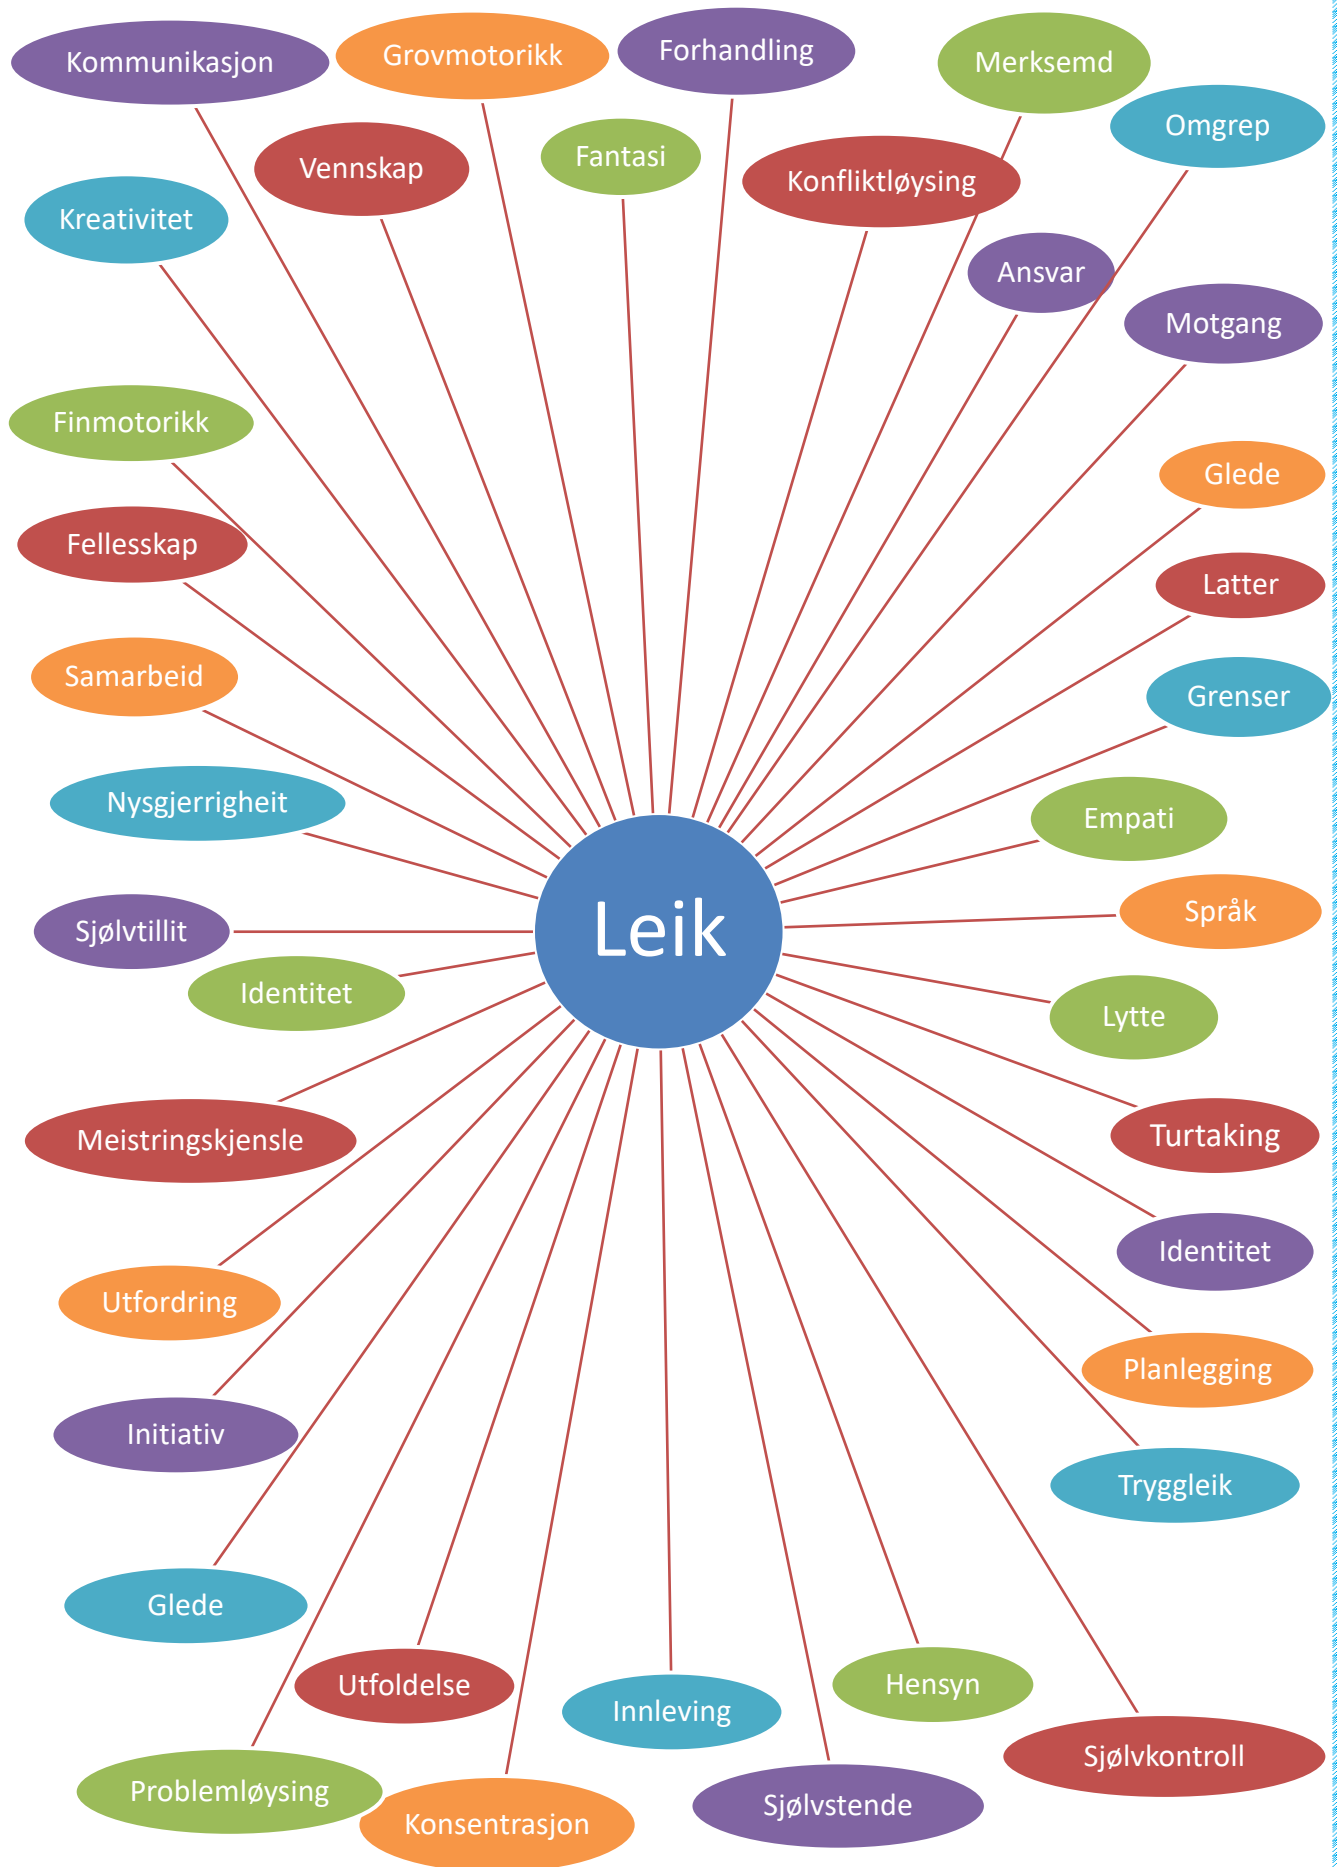 Kommunikasjon
Grovmotorikk
Forhandling
Merksemd
Omgrep
Vennskap
Fantasi
Konfliktløysing
Kreativitet
Ansvar
Motgang
Finmotorikk
Glede
Fellesskap
Latter
Samarbeid
Grenser
Nysgjerrigheit
Empati
Sjølvtillit
Leik
Språk
Identitet
Lytte
Meistringskjensle
Turtaking
Identitet
Utfordring
Planlegging
Initiativ
Tryggleik
Glede
Utfoldelse
Innleving
Hensyn
Sjølvkontroll
Problemløysing
Konsentrasjon
Sjølvstende